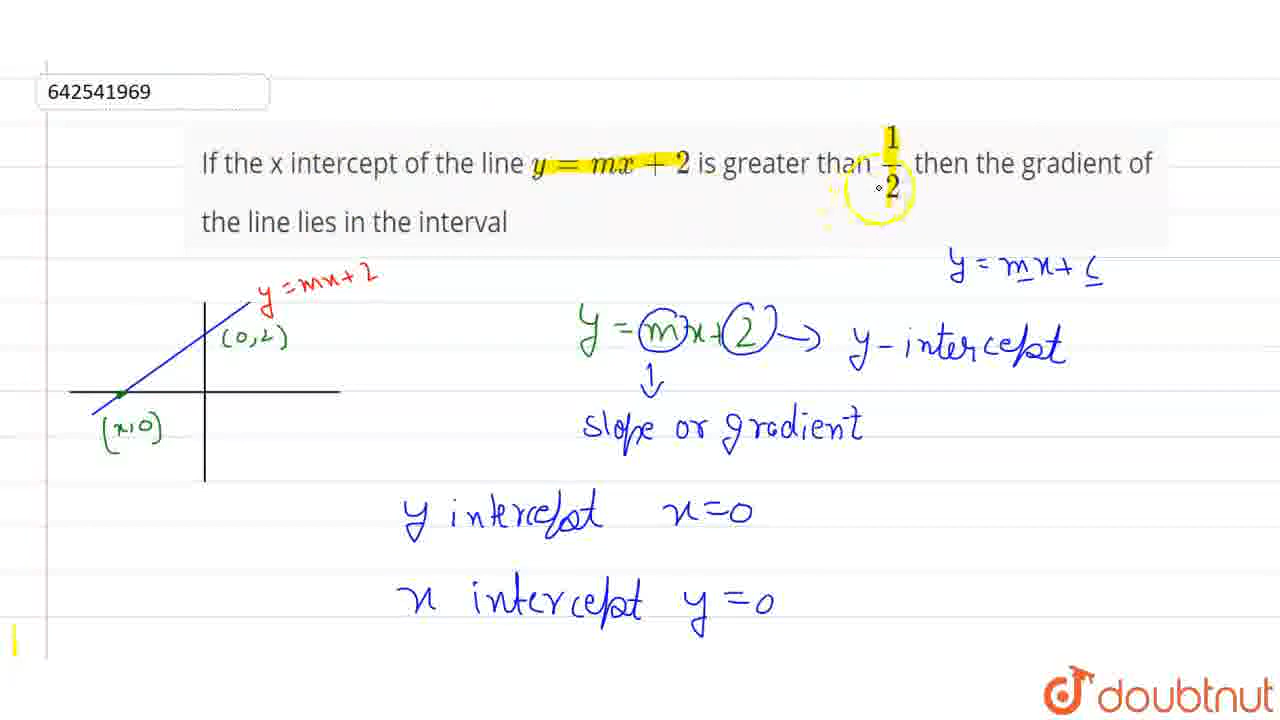 642541969
If the x intercept of the line y = mx + 2 is greater than 1/2 then the gradient of
the line lies in the interval
y = mx + c
y = mx + 2
(0,2)
y = mx + 2 → y - intercept
↓
(x,0)
slope or gradient
y intercept x = 0
x intercept y = 0
doubtnut